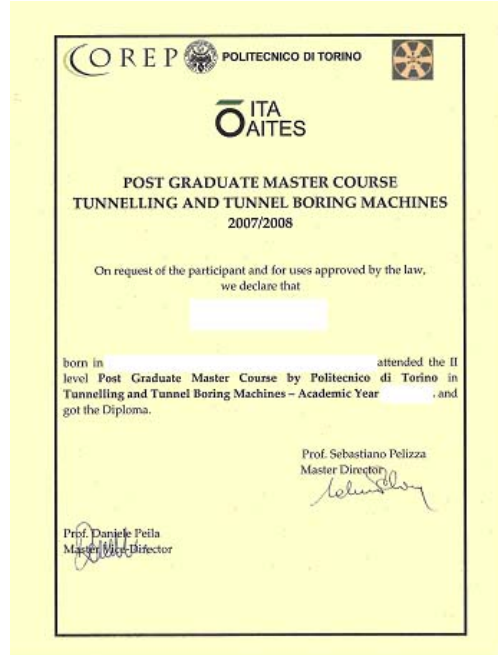 COREP POLITECNICO DI TORINO
ITA
AITES
POST GRADUATE MASTER COURSE
TUNNELLING AND TUNNEL BORING MACHINES
2007/2008
On request of the participant and for uses approved by the law,
we declare that
born in attended the II
level Post Graduate Master Course by Politecnico di Torino in
Tunnelling and Tunnel Boring Machines – Academic Year , and
got the Diploma.
Prof. Sebastiano Pelizza
Master Director
Prof. Daniele Peila
Master Vice-Director